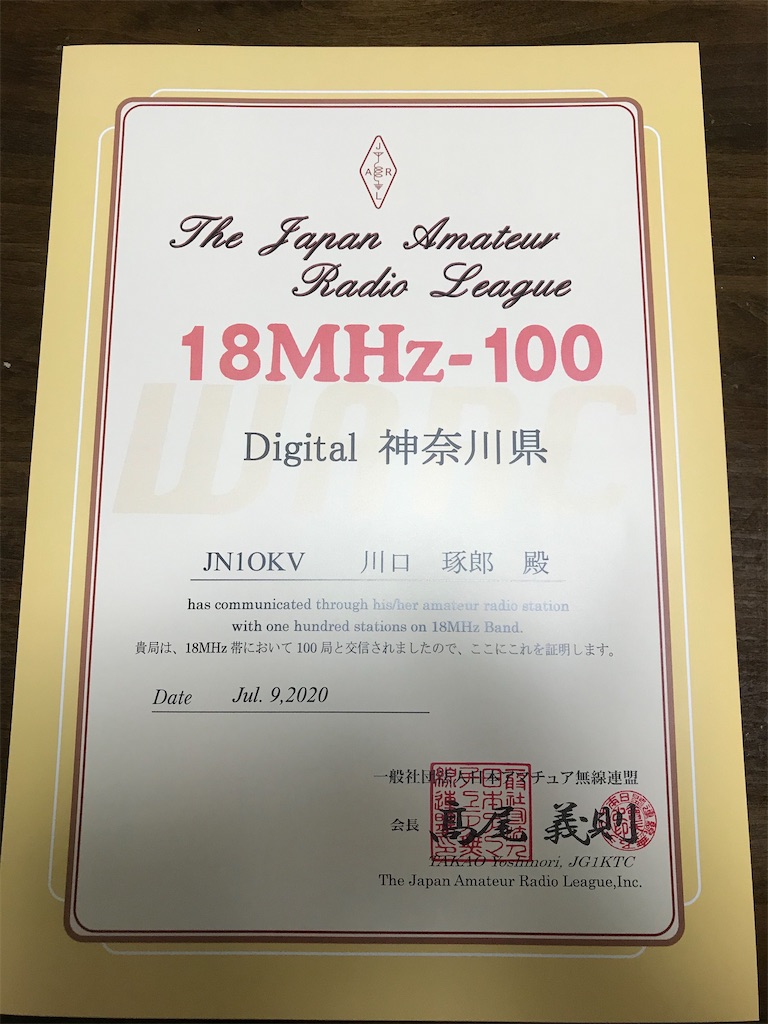 J
A R
L
The Japan Amateur
Radio League
18MHz-100
WARC
Digital 神奈川県
JN1OKV 川口 琢郎 殿
has communicated through his/her amateur radio station
with one hundred stations on 18MHz Band.
貴局は、18MHz 帯において 100 局と交信されましたので、ここにこれを証明します。
Date Jul. 9,2020
一般社団法人日本アマチュア無線連盟
会長 髙尾 義則
TAKAO Yoshinori, JG1KTC
The Japan Amateur Radio League,Inc.